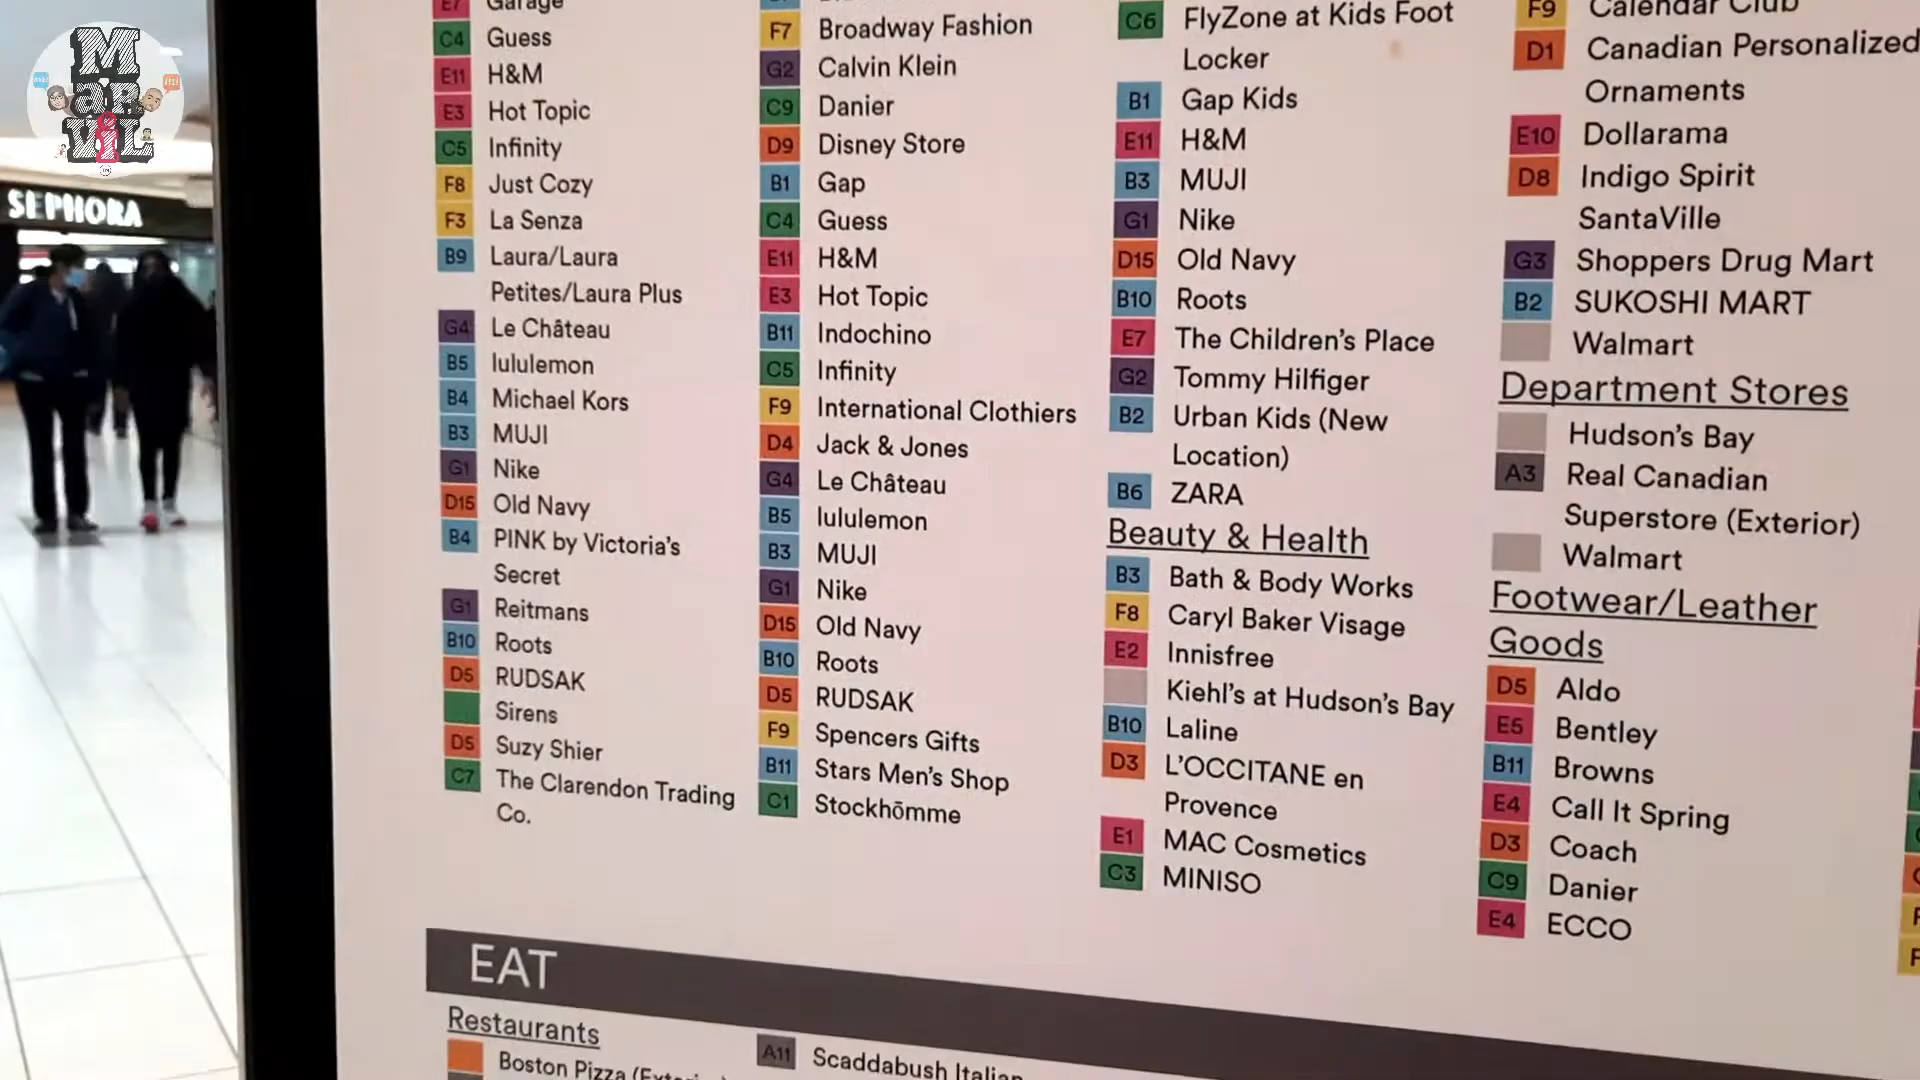 MARViL
SEPHORA
E7 Garage
C4 Guess
E11 H&M
E3 Hot Topic
C5 Infinity
F8 Just Cozy
F3 La Senza
B9 Laura/Laura
Petites/Laura Plus
G4 Le Château
B5 lululemon
B4 Michael Kors
B3 MUJI
G1 Nike
D15 Old Navy
B4 PINK by Victoria's
Secret
G1 Reitmans
B10 Roots
D5 RUDSAK
Sirens
D5 Suzy Shier
C7 The Clarendon Trading
Co.
F7 Broadway Fashion
G2 Calvin Klein
C9 Danier
D9 Disney Store
B1 Gap
C4 Guess
E11 H&M
E3 Hot Topic
B11 Indochino
C5 Infinity
F9 International Clothiers
D4 Jack & Jones
G4 Le Château
B5 lululemon
B3 MUJI
G1 Nike
D15 Old Navy
B10 Roots
D5 RUDSAK
F9 Spencers Gifts
B11 Stars Men's Shop
C1 Stockhōmme
C6 FlyZone at Kids Foot
Locker
B1 Gap Kids
E11 H&M
B3 MUJI
G1 Nike
D15 Old Navy
B10 Roots
E7 The Children's Place
G2 Tommy Hilfiger
B2 Urban Kids (New
Location)
B6 ZARA
Beauty & Health
B3 Bath & Body Works
F8 Caryl Baker Visage
E2 Innisfree
Kiehl's at Hudson's Bay
B10 Laline
D3 L'OCCITANE en
Provence
E1 MAC Cosmetics
C3 MINISO
F9 Calendar Club
D1 Canadian Personalized
Ornaments
E10 Dollarama
D8 Indigo Spirit
SantaVille
G3 Shoppers Drug Mart
B2 SUKOSHI MART
Walmart
Department Stores
Hudson's Bay
A3 Real Canadian
Superstore (Exterior)
Walmart
Footwear/Leather
Goods
D5 Aldo
E5 Bentley
B11 Browns
E4 Call It Spring
D3 Coach
C9 Danier
E4 ECCO
EAT
Restaurants
Boston Pizza
A11 Scaddabush Italian